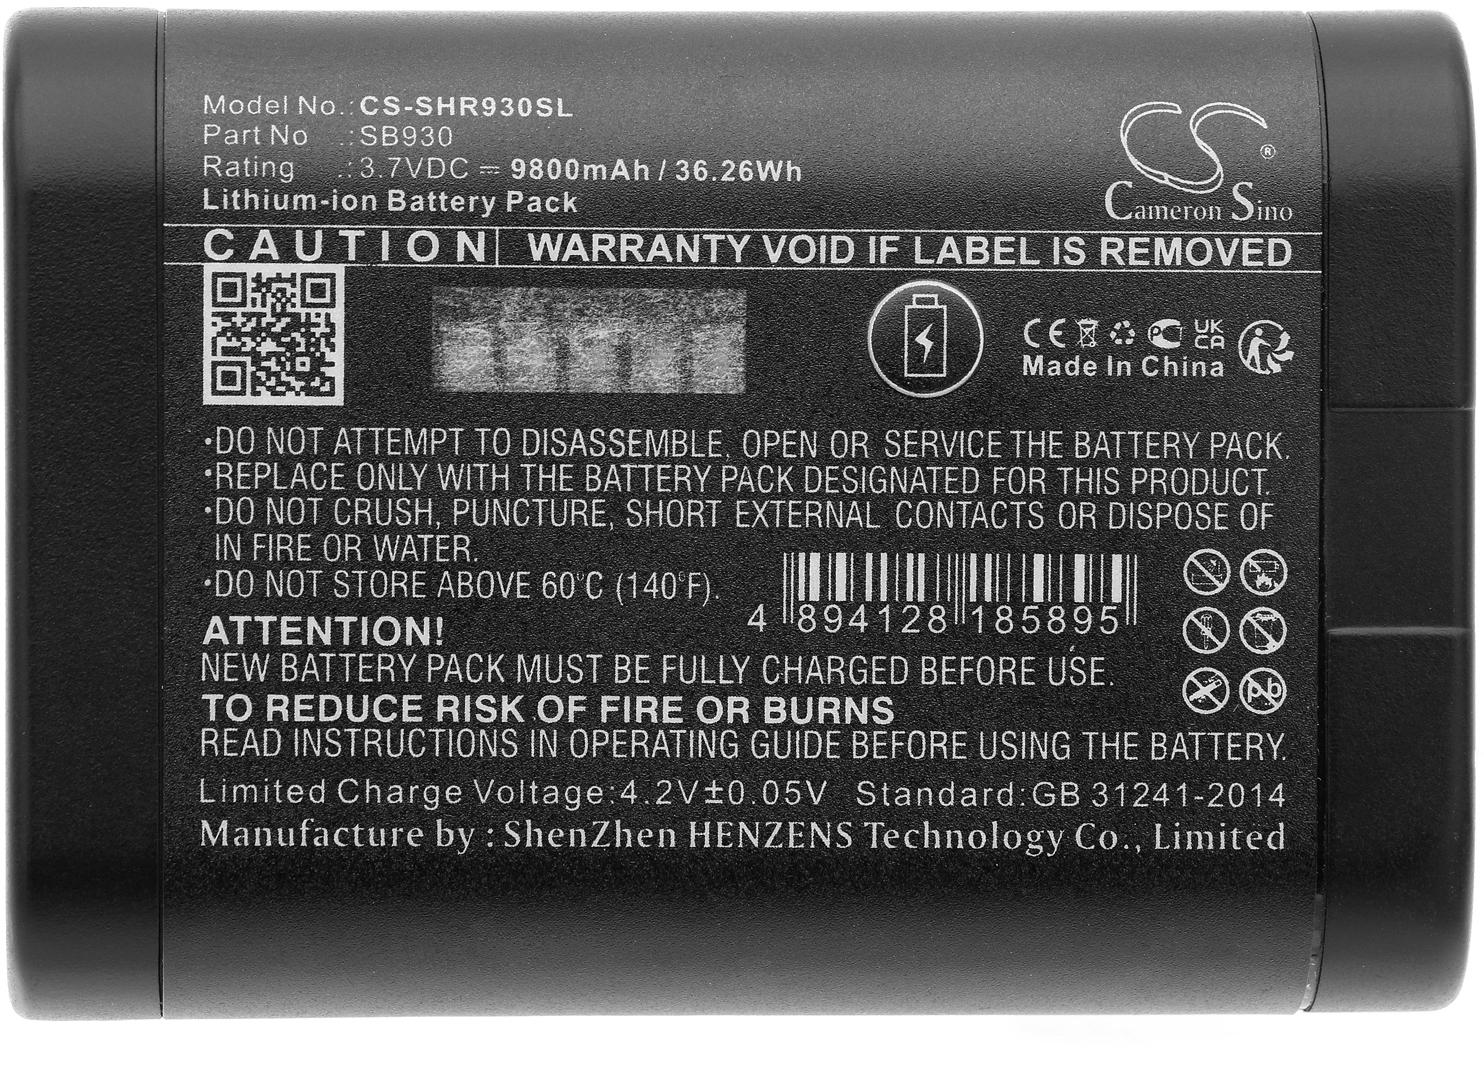 Model No.:CS-SHR930SL
Part No .:SB930
Rating .:3.7VDC ⎓ 9800mAh / 36.26Wh
Lithium-ion Battery Pack
CS ®
Cameron Sino
CAUTION WARRANTY VOID IF LABEL IS REMOVED
CE PC UK CA
Made In China
·DO NOT ATTEMPT TO DISASSEMBLE, OPEN OR SERVICE THE BATTERY PACK.
·REPLACE ONLY WITH THE BATTERY PACK DESIGNATED FOR THIS PRODUCT.
·DO NOT CRUSH, PUNCTURE, SHORT EXTERNAL CONTACTS OR DISPOSE OF
IN FIRE OR WATER.
·DO NOT STORE ABOVE 60°C (140°F).
4 894128 185895
ATTENTION!
NEW BATTERY PACK MUST BE FULLY CHARGED BEFORE USE.
Pb
TO REDUCE RISK OF FIRE OR BURNS
READ INSTRUCTIONS IN OPERATING GUIDE BEFORE USING THE BATTERY.
Limited Charge Voltage:4.2V±0.05V Standard:GB 31241-2014
Manufacture by : ShenZhen HENZENS Technology Co., Limited